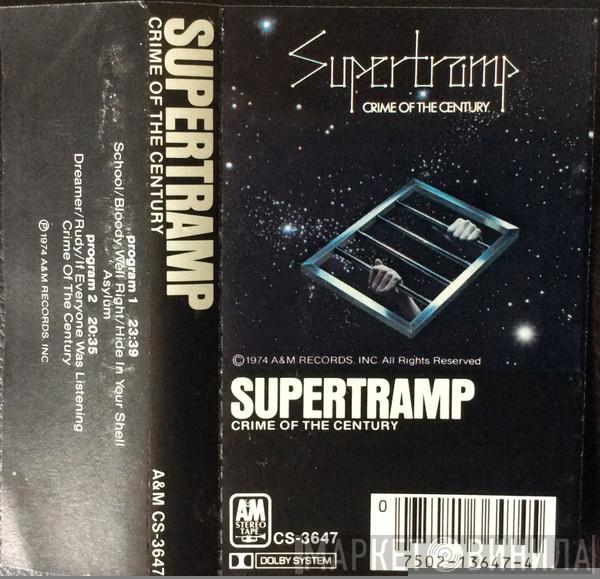 Supertramp
CRIME OF THE CENTURY
©1974 A&M RECORDS, INC. All Rights Reserved
SUPERTRAMP
CRIME OF THE CENTURY
A&M
STEREO
TAPE
CS-3647
DOLBY SYSTEM
0 7502-13647-4
SUPERTRAMP
CRIME OF THE CENTURY
A&M CS-3647
program 1 23:39
School/Bloody Well Right/Hide In Your Shell
Asylum
program 2 20:35
Dreamer/Rudy/If Everyone Was Listening
Crime Of The Century
℗1974 A&M RECORDS, INC.
МАРКЕТ ВИНИЛА